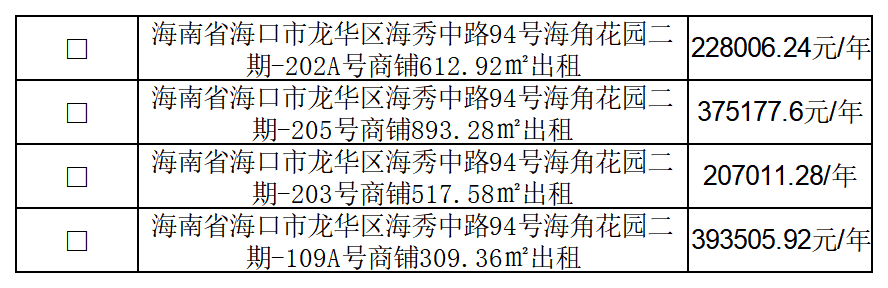 □
海南省海口市龙华区海秀中路94号海角花园二
期-202A号商铺612.92㎡出租
228006.24元/年
□
海南省海口市龙华区海秀中路94号海角花园二
期-205号商铺893.28㎡出租
375177.6元/年
□
海南省海口市龙华区海秀中路94号海角花园二
期-203号商铺517.58㎡出租
207011.28/年
□
海南省海口市龙华区海秀中路94号海角花园二
期-109A号商铺309.36㎡出租
393505.92元/年